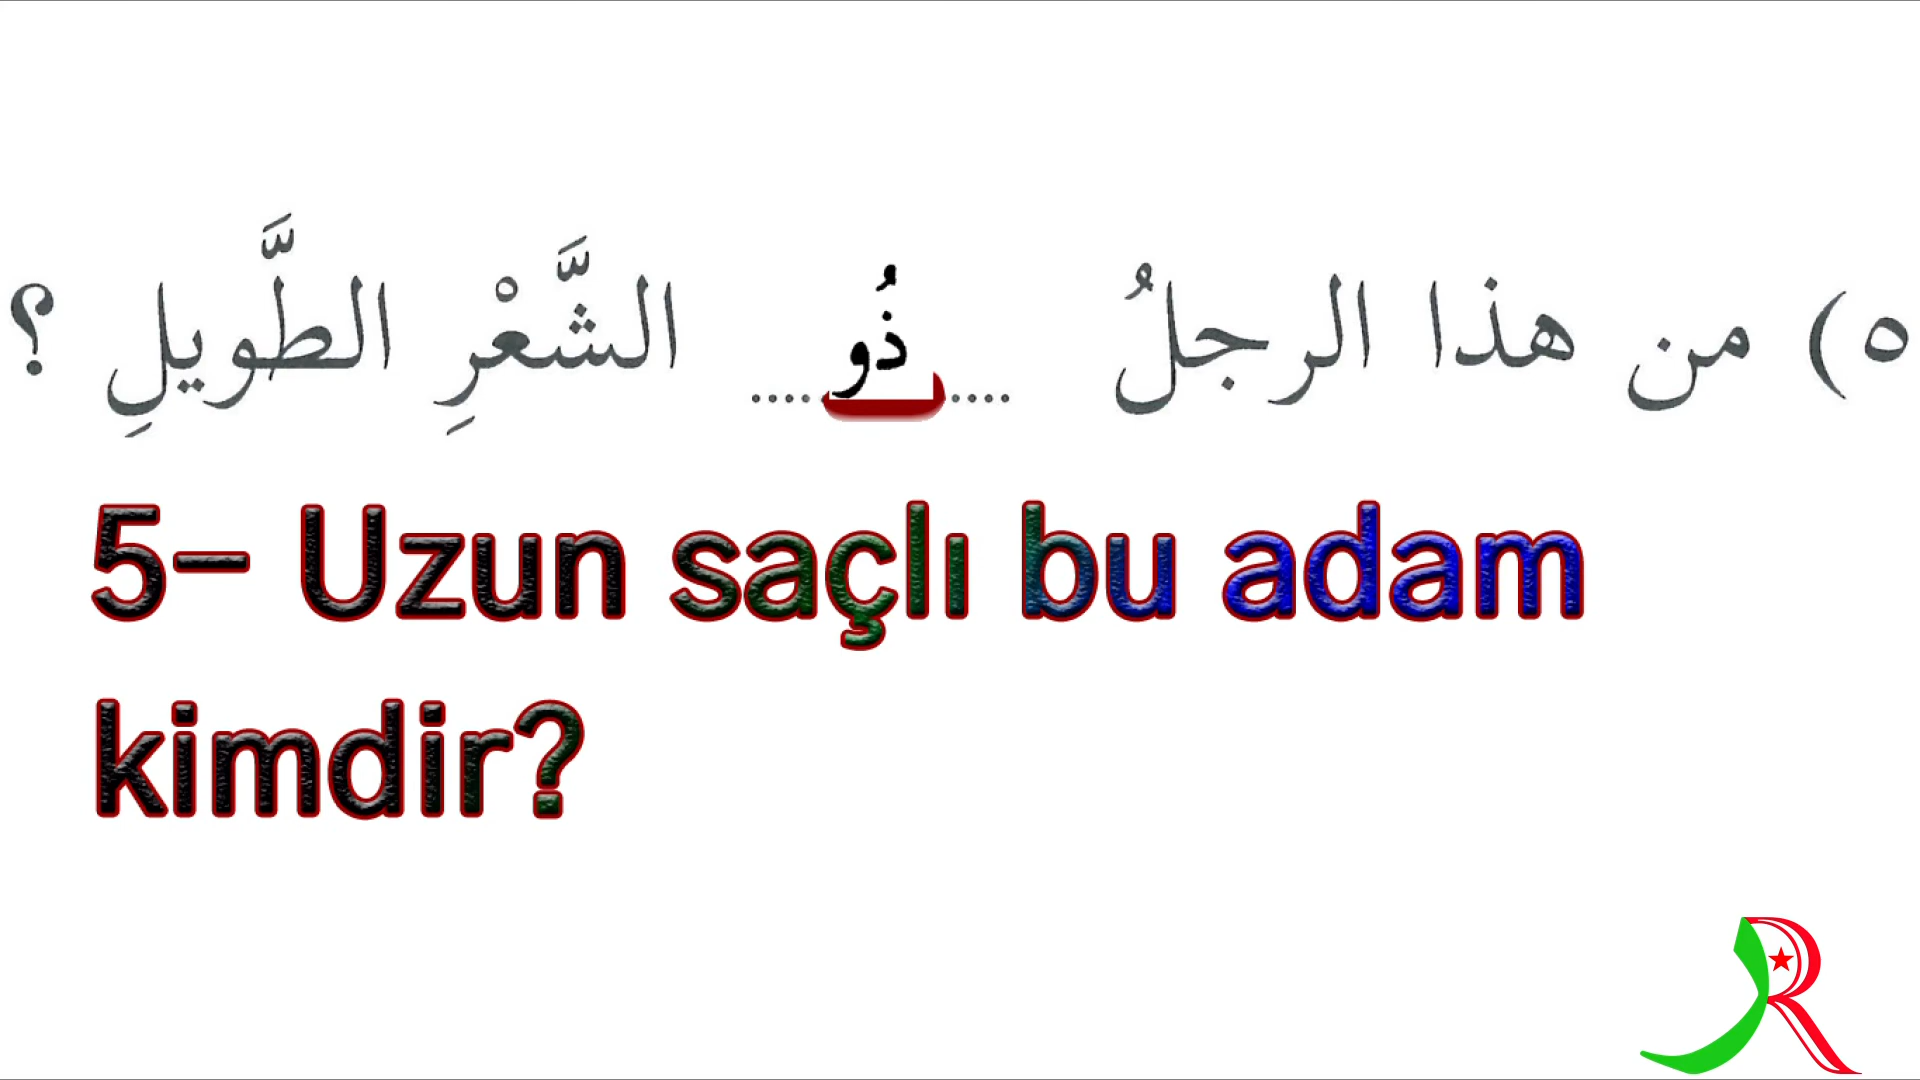 ٥) من هذا الرجلُ ....ذُو.... الشَّعْرِ الطَّويلِ ؟
5- Uzun saçlı bu adam
kimdir?